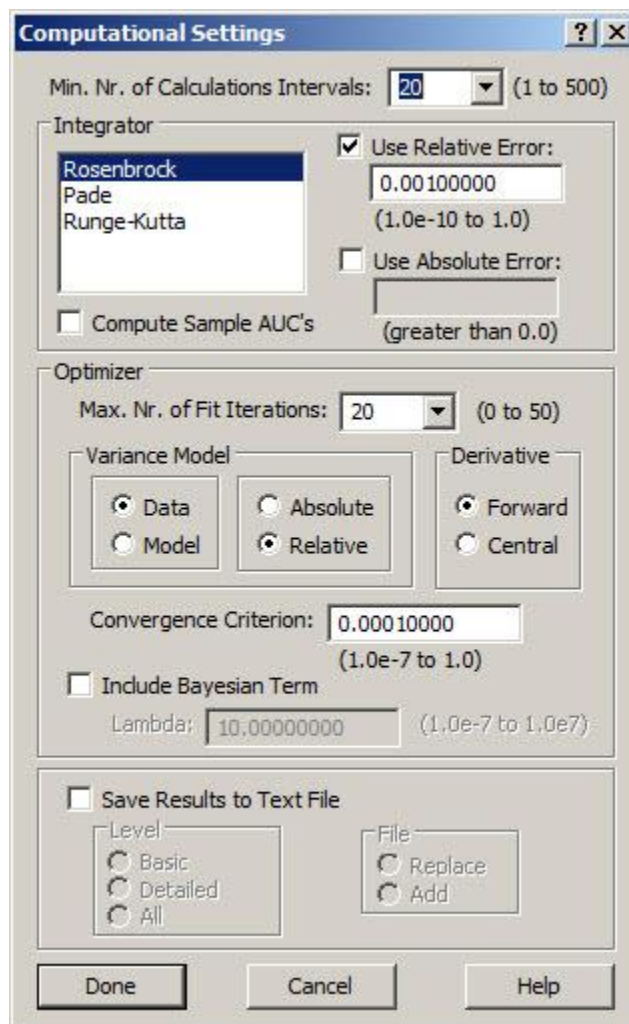 Computational Settings
Min. Nr. of Calculations Intervals: 20 (1 to 500)
Integrator
Rosenbrock
Pade
Runge-Kutta
Use Relative Error:
0.00100000
(1.0e-10 to 1.0)
Use Absolute Error:
(greater than 0.0)
Compute Sample AUC's
Optimizer
Max. Nr. of Fit Iterations: 20 (0 to 50)
Variance Model
Data
Model
Absolute
Relative
Derivative
Forward
Central
Convergence Criterion: 0.00010000
(1.0e-7 to 1.0)
Include Bayesian Term
Lambda: 10.00000000 (1.0e-7 to 1.0e7)
Save Results to Text File
Level
Basic
Detailed
All
File
Replace
Add
Done Cancel Help